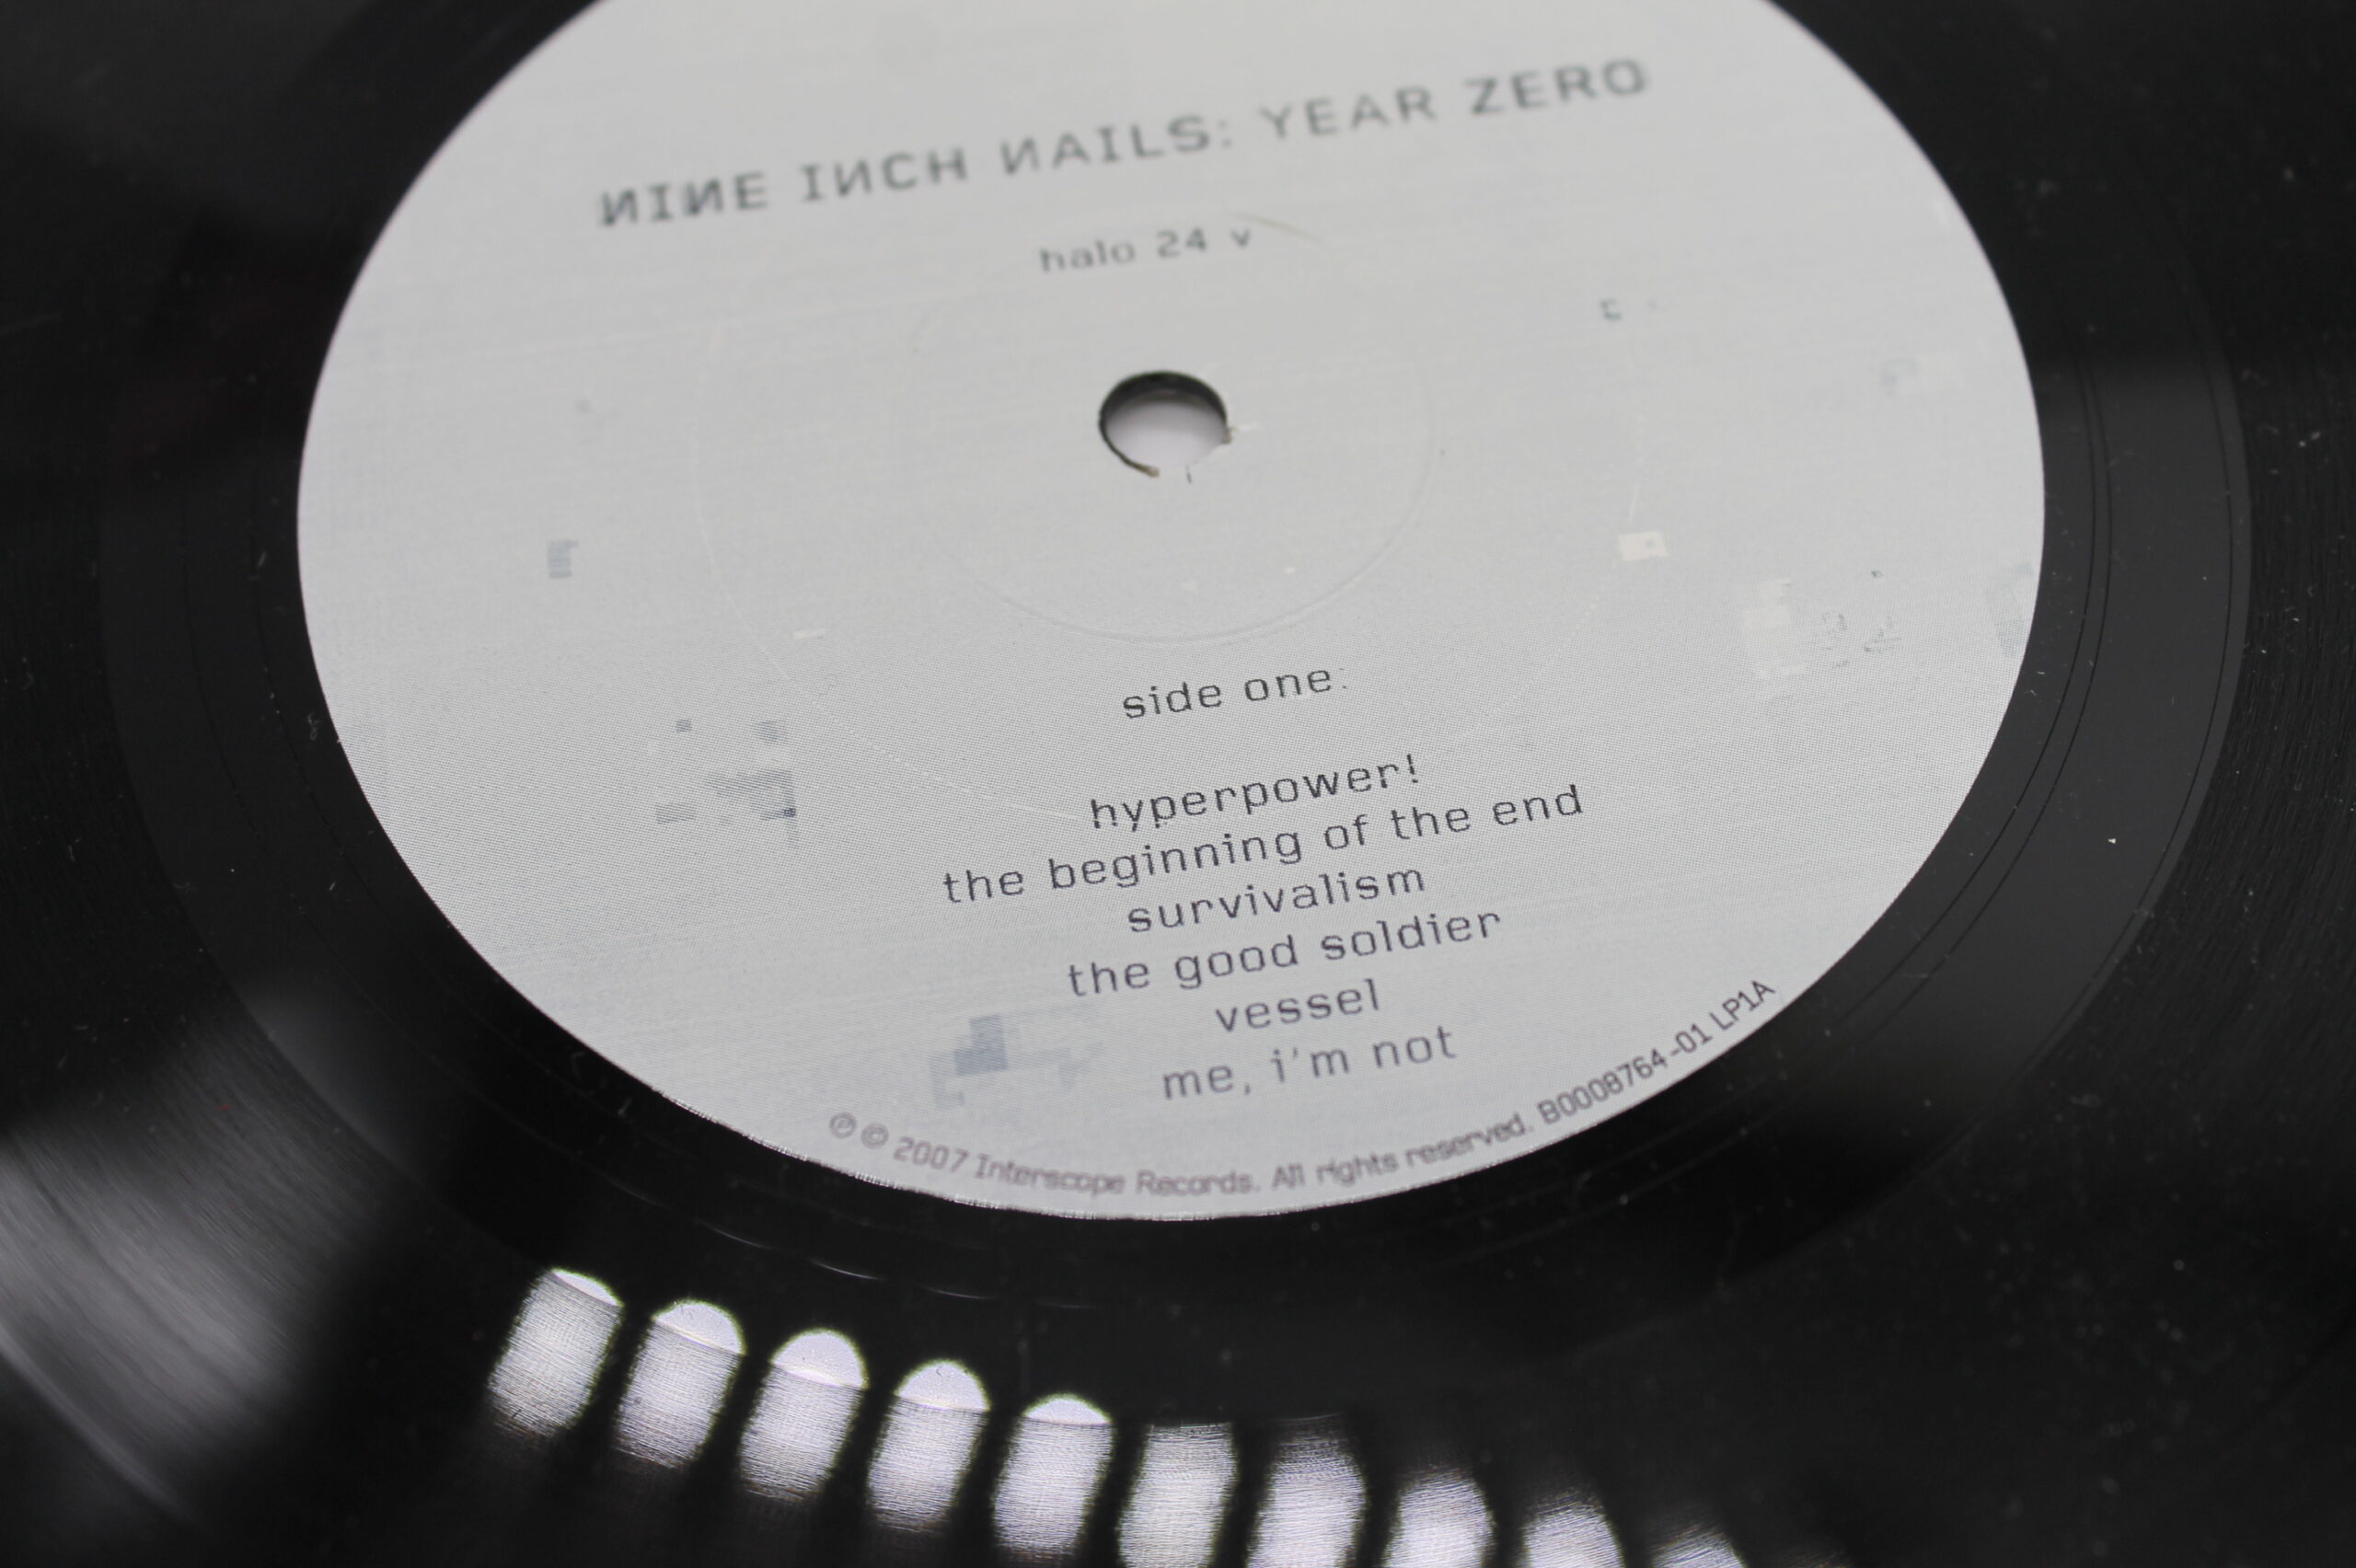 ИIИE IИCH ИAILS: YEAR ZERO
halo 24 v
side one:
hyperpower!
the beginning of the end
survivalism
the good soldier
vessel
me, i'm not
℗ © 2007 Interscope Records. All rights reserved. B0008764-01 LP1A